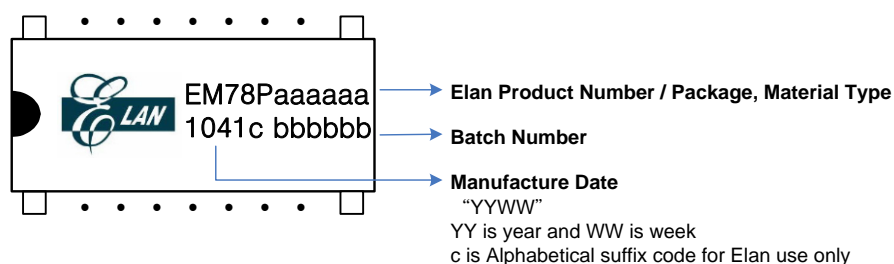 ELAN
EM78Paaaaaa
1041c bbbbbb
Elan Product Number / Package, Material Type
Batch Number
Manufacture Date
“YYWW”
YY is year and WW is week
c is Alphabetical suffix code for Elan use only